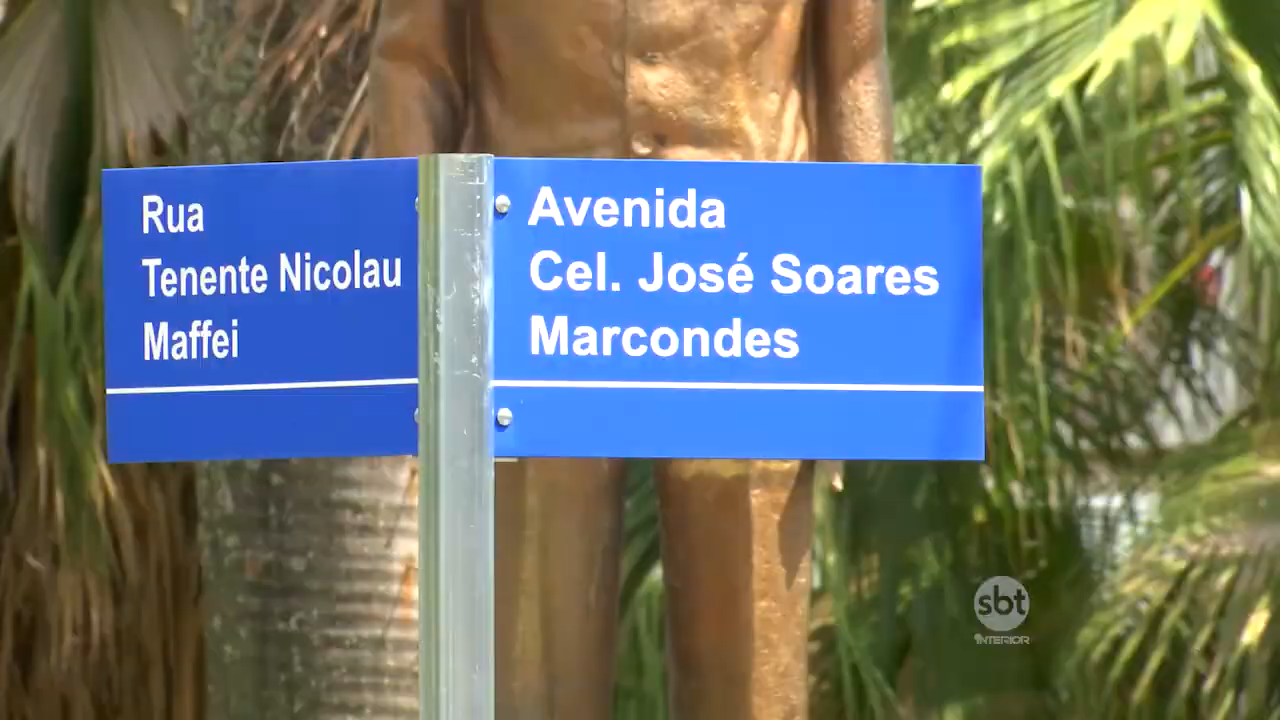 Rua
Tenente Nicolau
Maffei
Avenida
Cel. José Soares
Marcondes
sbt
INTERIOR